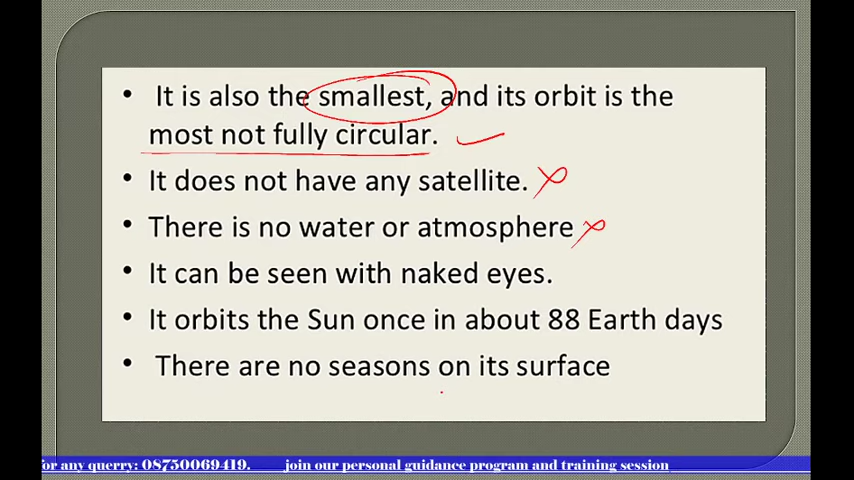 • It is also the smallest, and its orbit is the
most not fully circular.
• It does not have any satellite.
• There is no water or atmosphere
• It can be seen with naked eyes.
• It orbits the Sun once in about 88 Earth days
• There are no seasons on its surface
for any querry: 08750069419. join our personal guidance program and training session